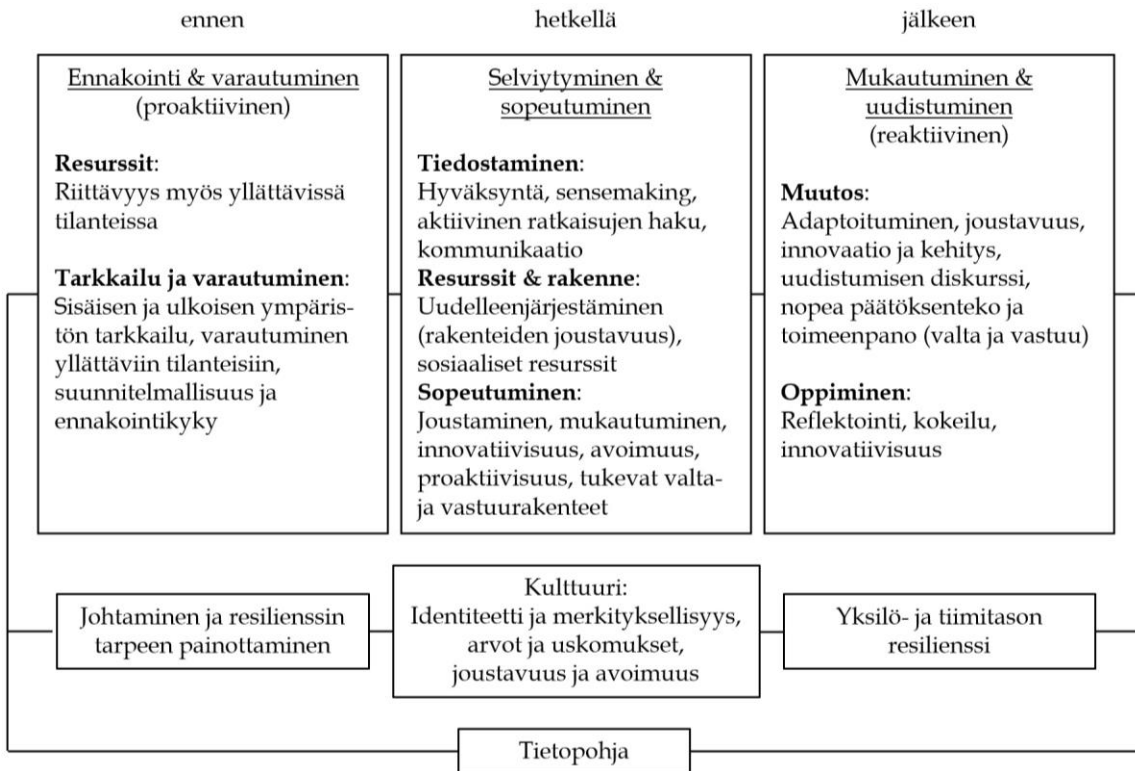 ennen
hetkellä
jälkeen
Ennakointi & varautuminen
(proaktiivinen)
Resurssit:
Riittävyys myös yllättävissä
tilanteissa
Tarkkailu ja varautuminen:
Sisäisen ja ulkoisen ympäris-
tön tarkkailu, varautuminen
yllättäviin tilanteisiin,
suunnitelmallisuus ja
ennakointikyky
Selviytyminen &
sopeutuminen
Tiedostaminen:
Hyväksyntä, sensemaking,
aktiivinen ratkaisujen haku,
kommunikaatio
Resurssit & rakenne:
Uudelleenjärjestäminen
(rakenteiden joustavuus),
sosiaaliset resurssit
Sopeutuminen:
Joustaminen, mukautuminen,
innovatiivisuus, avoimuus,
proaktiivisuus, tukevat valta-
ja vastuurakenteet
Mukautuminen &
uudistuminen
(reaktiivinen)
Muutos:
Adaptoituminen, joustavuus,
innovaatio ja kehitys,
uudistumisen diskurssi,
nopea päätöksenteko ja
toimeenpano (valta ja vastuu)
Oppiminen:
Reflektointi, kokeilu,
innovatiivisuus
Johtaminen ja resilienssin
tarpeen painottaminen
Kulttuuri:
Identiteetti ja merkityksellisyys,
arvot ja uskomukset,
joustavuus ja avoimuus
Yksilö- ja tiimitason
resilienssi
Tietopohja